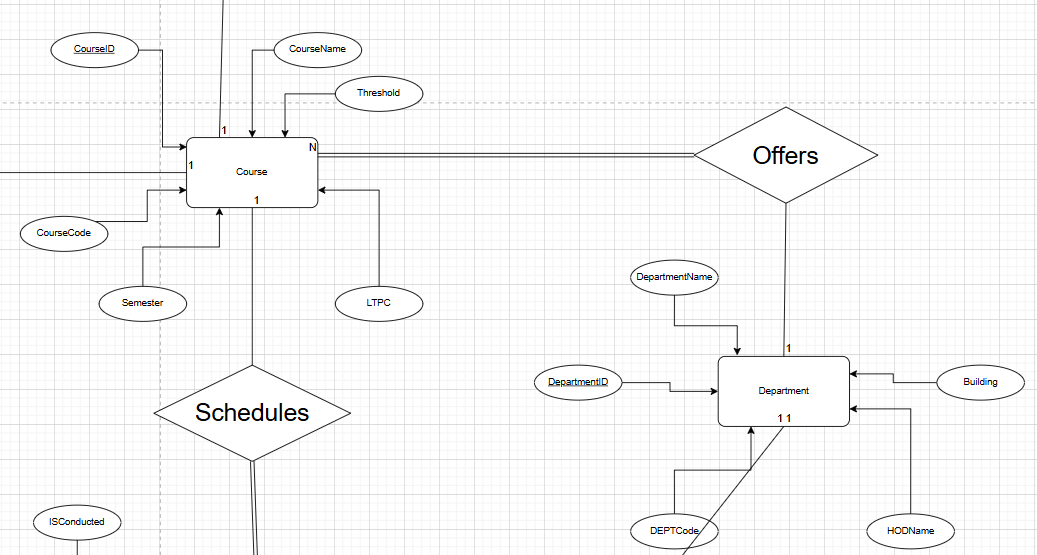 CourseID
CourseName
Threshold
1
N
1
Course
1
Offers
CourseCode
Semester
LTPC
DepartmentName
1
Schedules
DepartmentID
Department
Building
1 1
ISConducted
DEPTCode
HODName